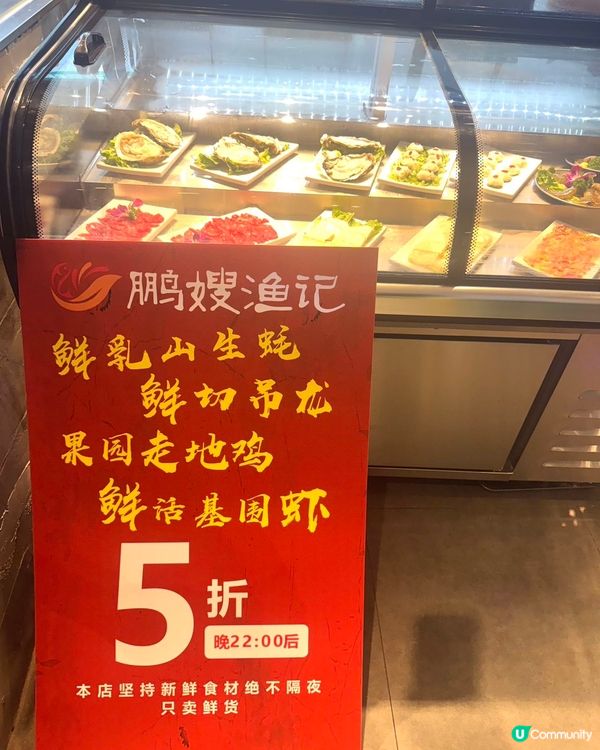 鹏嫂渔记
鲜乳山生蚝
鲜切吊龙
果园走地鸡
鲜活基围虾
5折
晚22:00后
本店坚持新鲜食材绝不隔夜
只卖鲜货
U Community